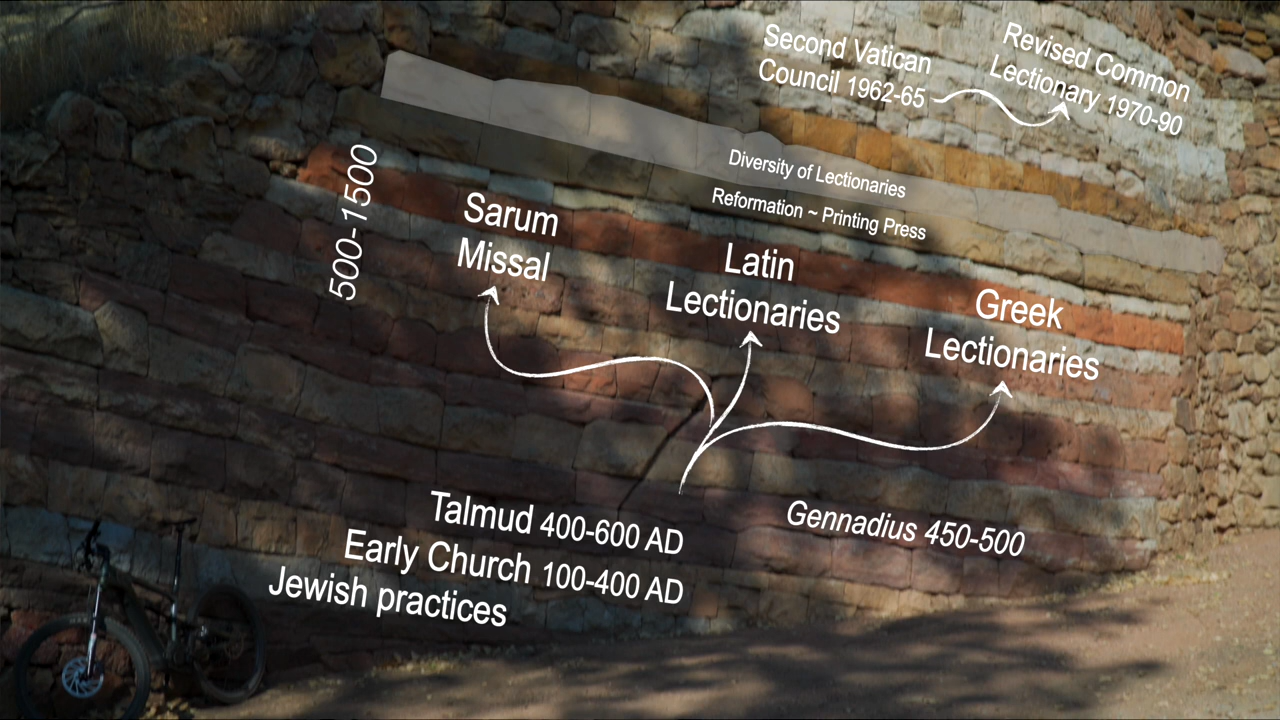 Second Vatican
Council 1962-65
Revised Common
Lectionary 1970-90
Diversity of Lectionaries
Reformation ~ Printing Press
500-1500
Sarum
Missal
Latin
Lectionaries
Greek
Lectionaries
Talmud 400-600 AD
Early Church 100-400 AD
Jewish practices
Gennadius 450-500